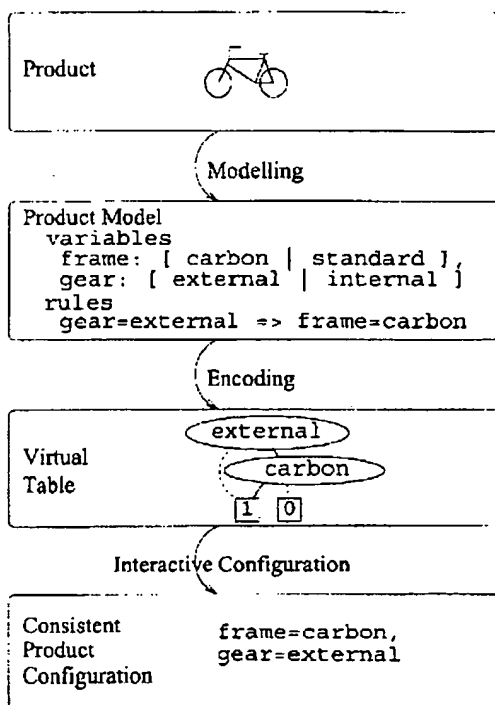 Product
Modelling
Product Model
variables
frame: [ carbon | standard ],
gear: [ external | internal ]
rules
gear=external => frame=carbon
Encoding
external
Virtual
Table
carbon
1 0
Interactive Configuration
Consistent
Product
Configuration
frame=carbon,
gear=external